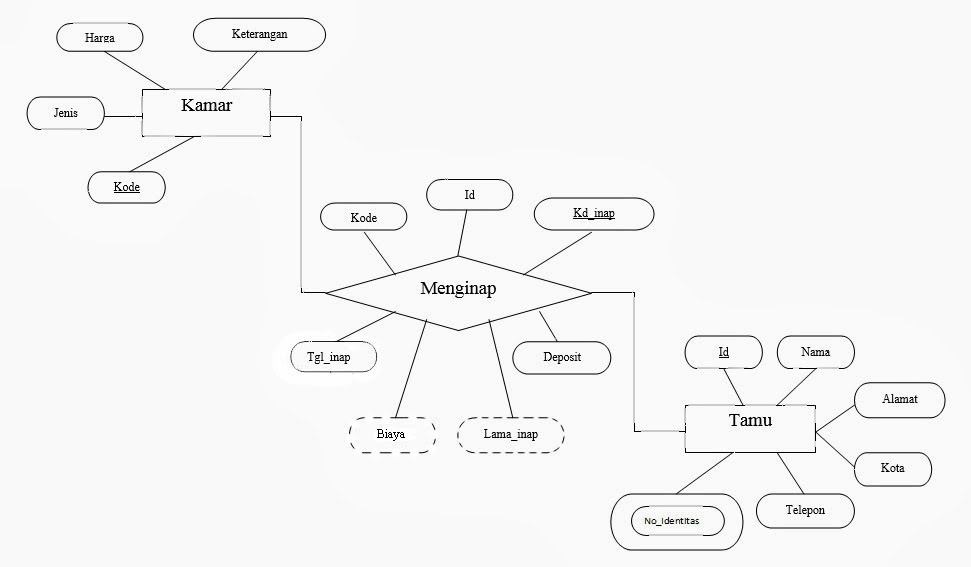 Harga
Keterangan
Jenis
Kamar
Kode
Kode
Id
Kd_inap
Menginap
Tgl_inap
Deposit
Biaya
Lama_inap
Id
Nama
Tamu
Alamat
Kota
No_Identitas
Telepon